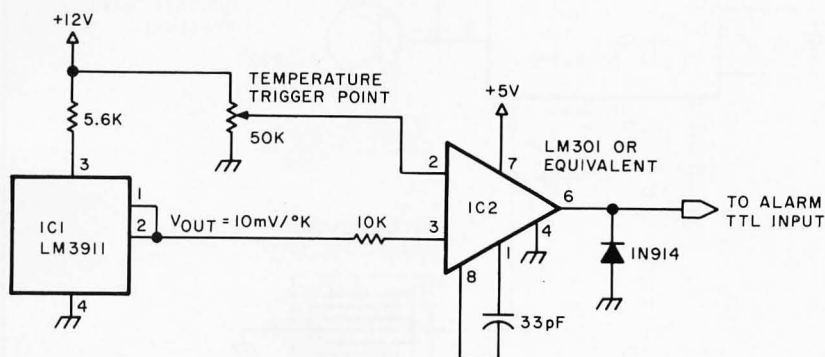 +12V
TEMPERATURE
TRIGGER POINT
+5V
5.6K
50K
LM301 OR
EQUIVALENT
3
2
7
1
6
IC1
LM3911
2
VOUT = 10mV/°K
10K
3
IC2
4
TO ALARM
TTL INPUT
1
8
1N914
4
33pF